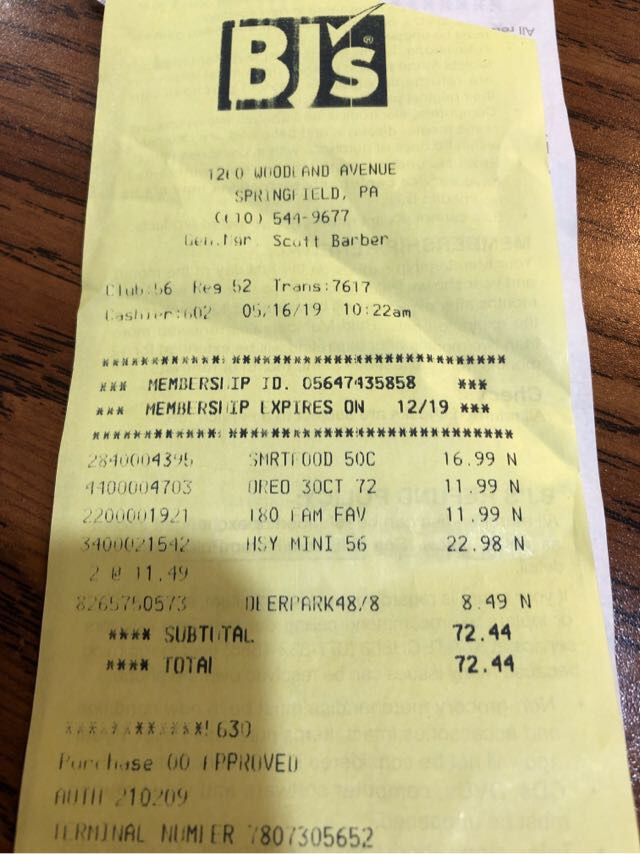 BJ's
1260 WOODLAND AVENUE
SPRINGFIELD, PA
(610) 544-9677
Gen.Mgr. Scott Barber
Club:56 Reg 52 Trans:7617
Cashier:602 05/16/19 10:22am
*** MEMBERSHIP ID. 05647435858 ***
*** MEMBERSHIP EXPIRES ON 12/19 ***
2840004395 SMRTFOOD 50C 16.99 N
4400004703 OREO 30CT 72 11.99 N
2200001921 180 FAM FAV 11.99 N
3400021542 HSY MINI 56 22.98 N
2 @ 11.49
8265750573 DEERPARK48/8 8.49 N
**** SUBTOTAL 72.44
**** TOTAL 72.44
630
Purchase 00 APPROVED
AUTH 210209
TERMINAL NUMBER 7807305652